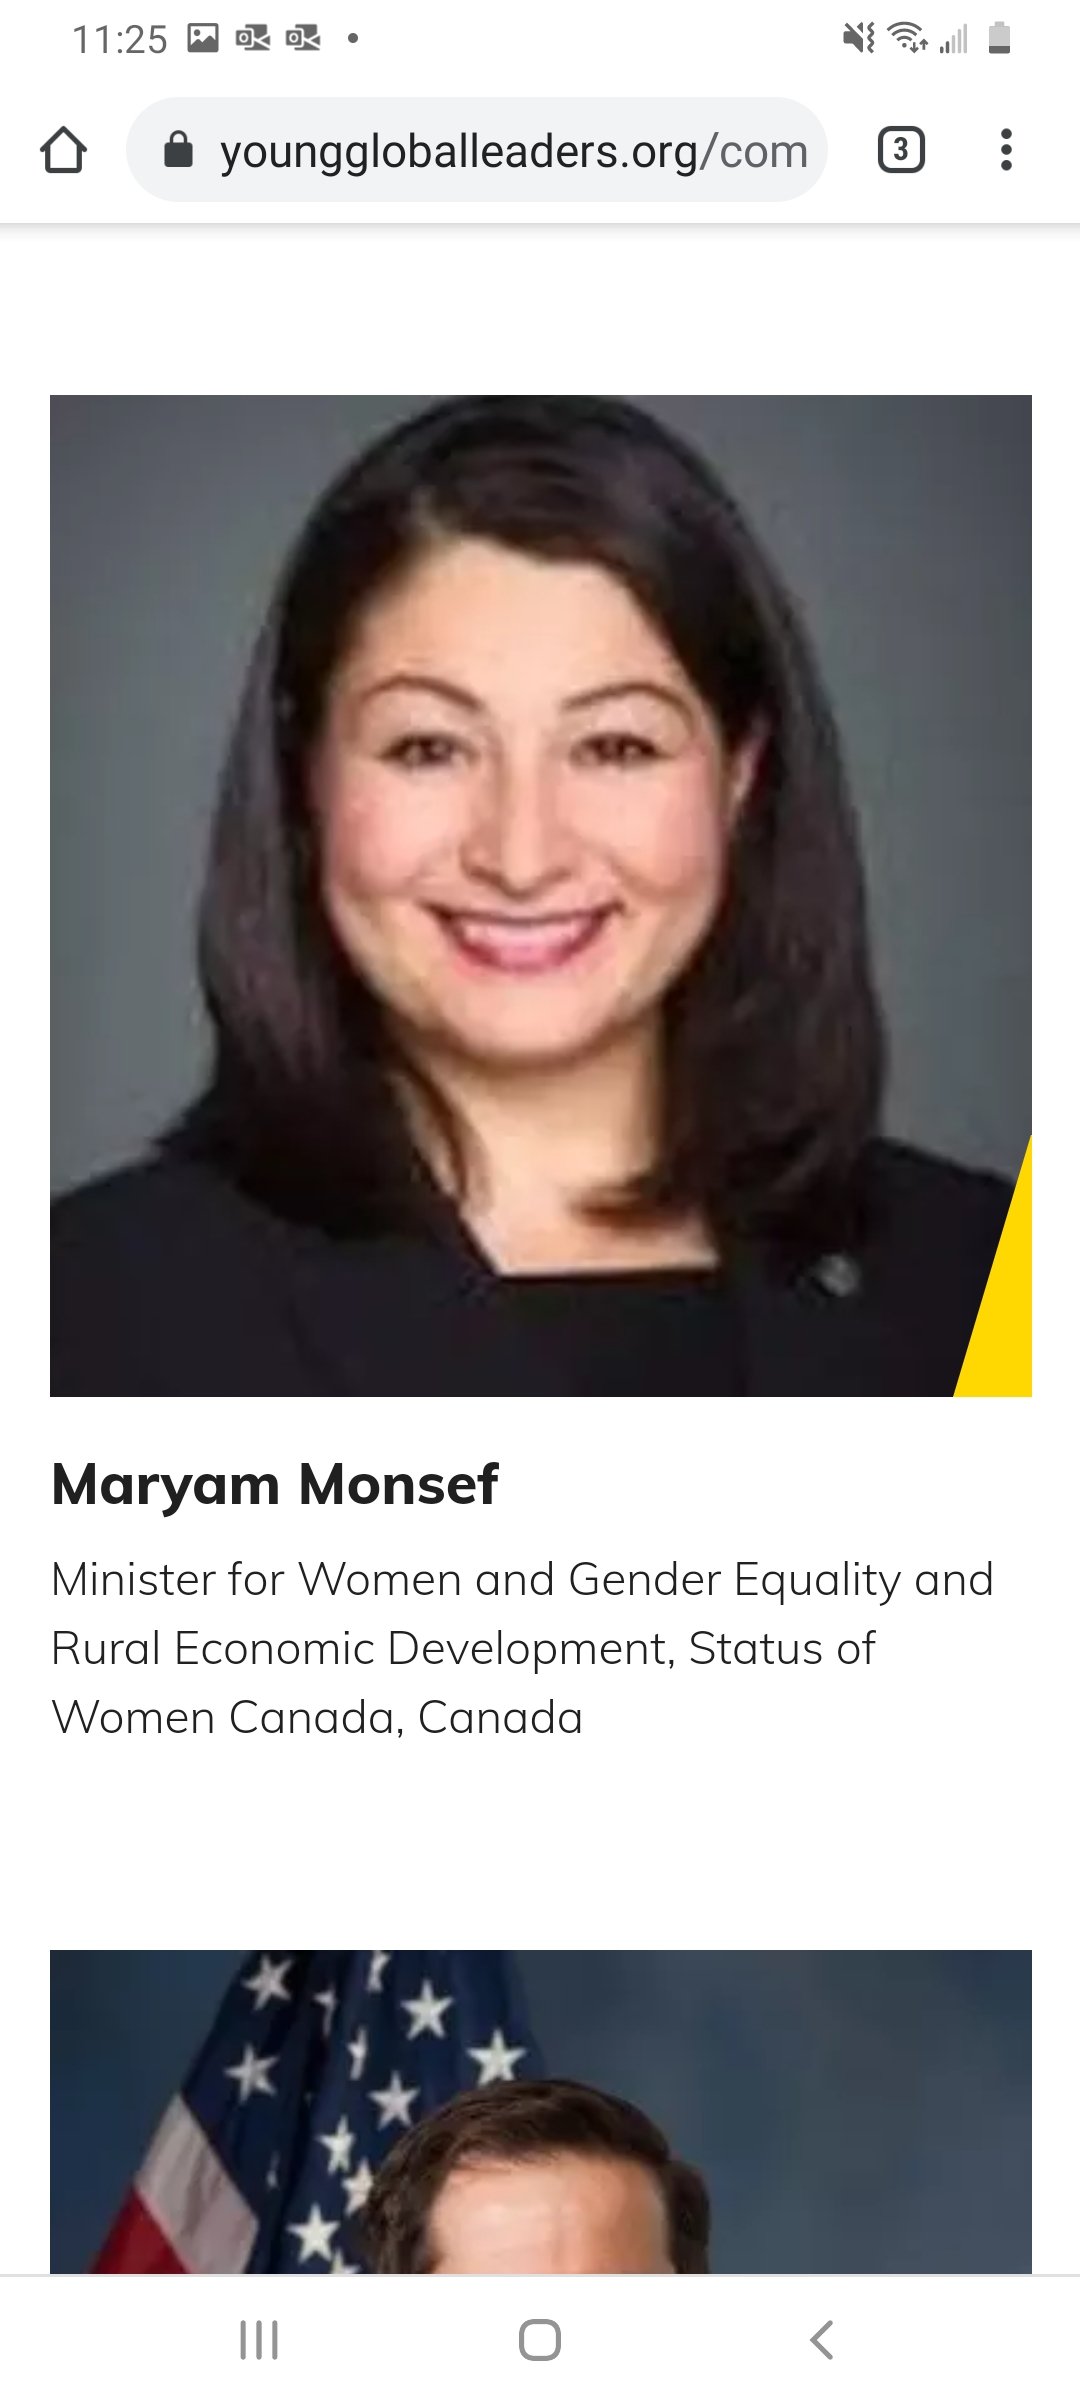 11:25
younggloballeaders.org/com
3
Maryam Monsef
Minister for Women and Gender Equality and
Rural Economic Development, Status of
Women Canada, Canada